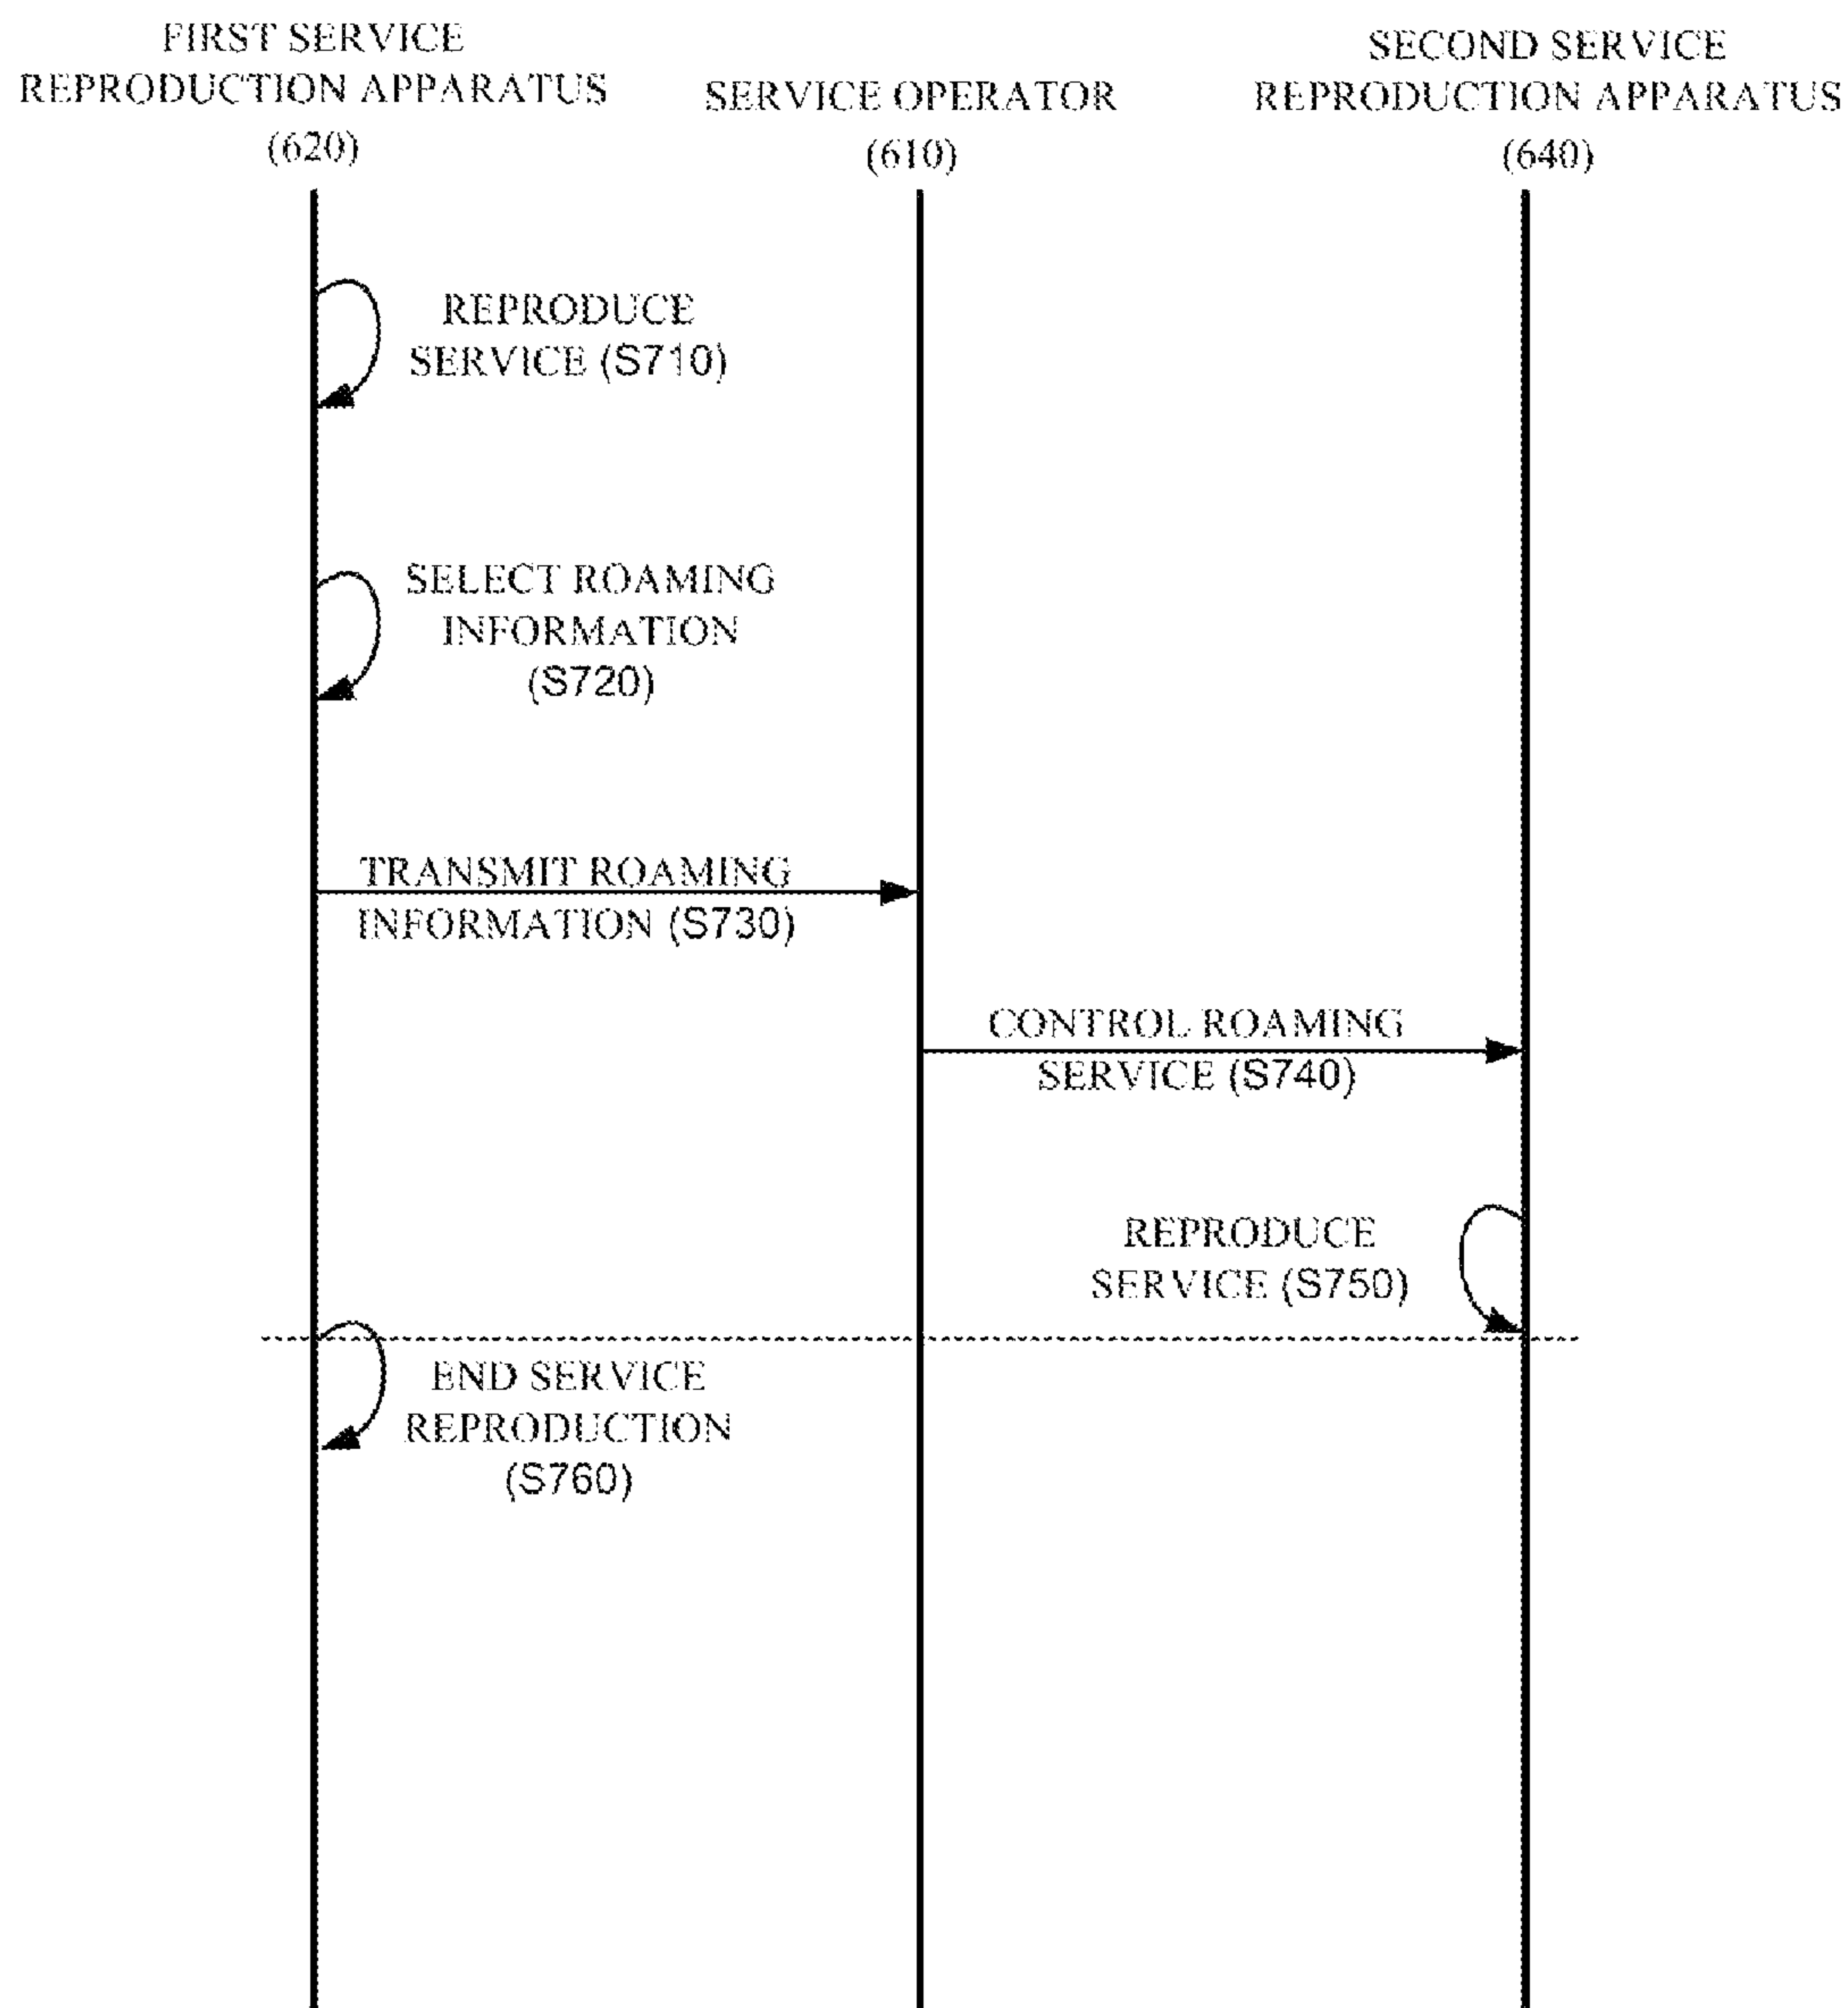 FIRST SERVICE
REPRODUCTION APPARATUS
(620)
SERVICE OPERATOR
(610)
SECOND SERVICE
REPRODUCTION APPARATUS
(640)
REPRODUCE
SERVICE (S710)
SELECT ROAMING
INFORMATION
(S720)
TRANSMIT ROAMING
INFORMATION (S730)
CONTROL ROAMING
SERVICE (S740)
REPRODUCE
SERVICE (S750)
END SERVICE
REPRODUCTION
(S760)